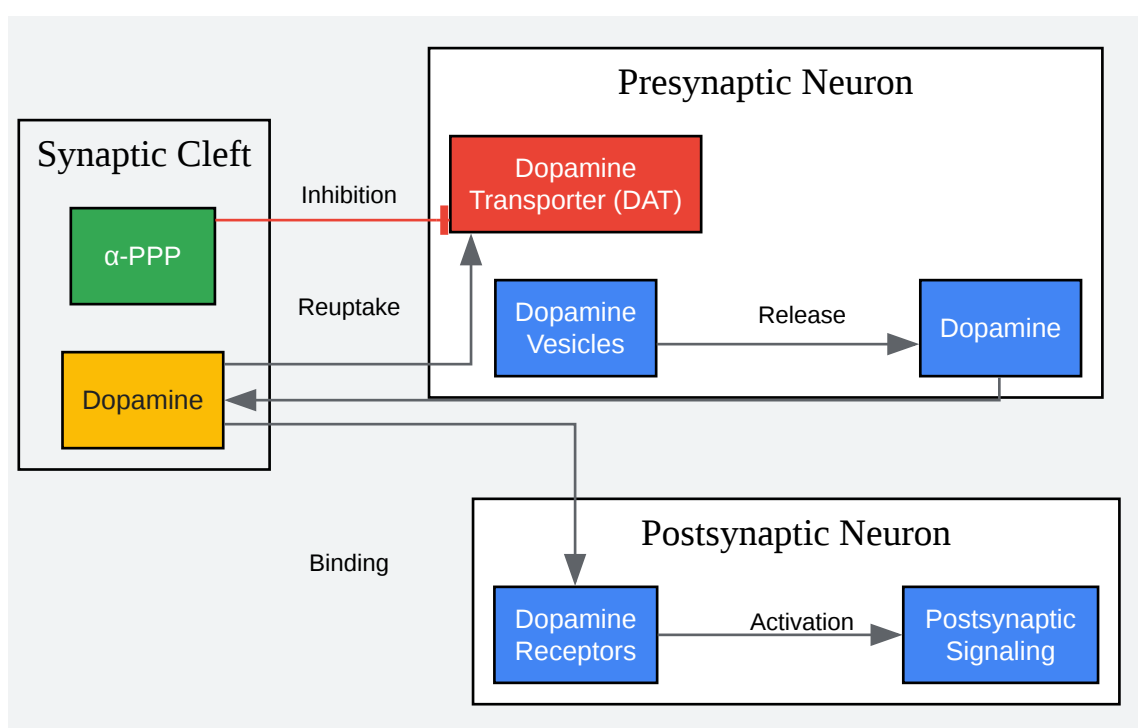 Presynaptic Neuron
Synaptic Cleft
Dopamine
Transporter (DAT)
Inhibition
α-PPP
Reuptake
Dopamine
Vesicles
Release
Dopamine
Dopamine
Postsynaptic Neuron
Binding
Dopamine
Receptors
Activation
Postsynaptic
Signaling